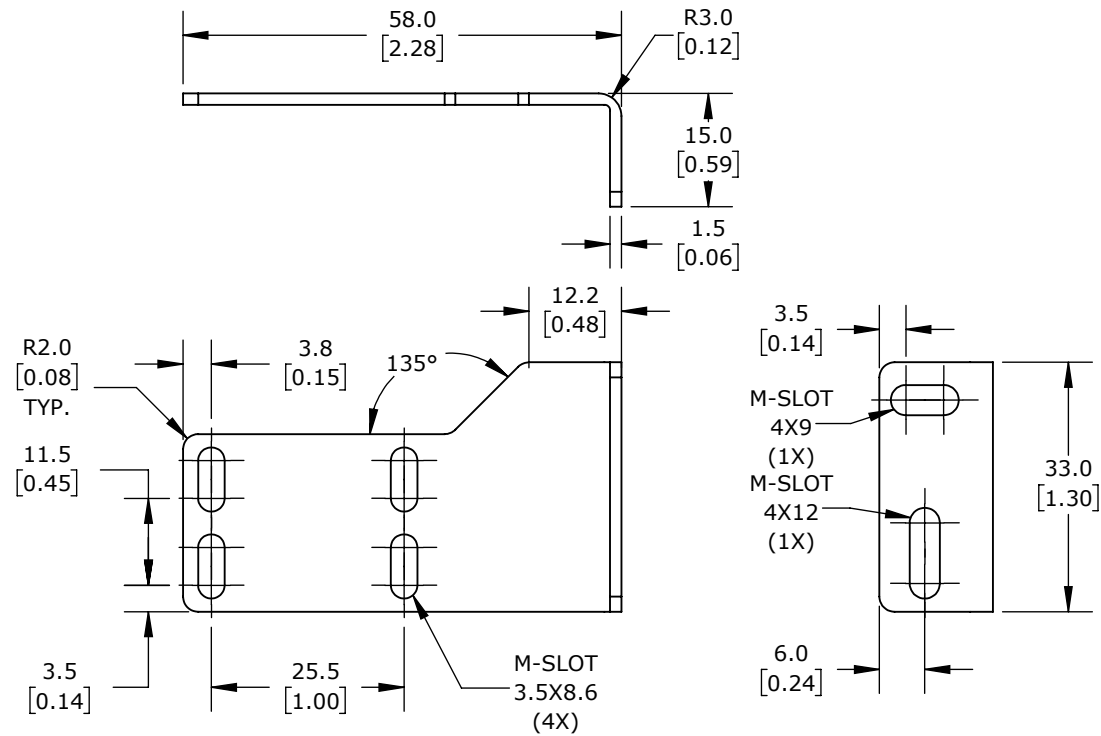 58.0
[2.28]
R3.0
[0.12]
15.0
[0.59]
1.5
[0.06]
12.2
[0.48]
R2.0
[0.08]
TYP.
3.8
[0.15]
135°
11.5
[0.45]
3.5
[0.14]
25.5
[1.00]
M-SLOT
3.5X8.6
(4X)
3.5
[0.14]
M-SLOT
4X9
(1X)
M-SLOT
4X12
(1X)
33.0
[1.30]
6.0
[0.24]